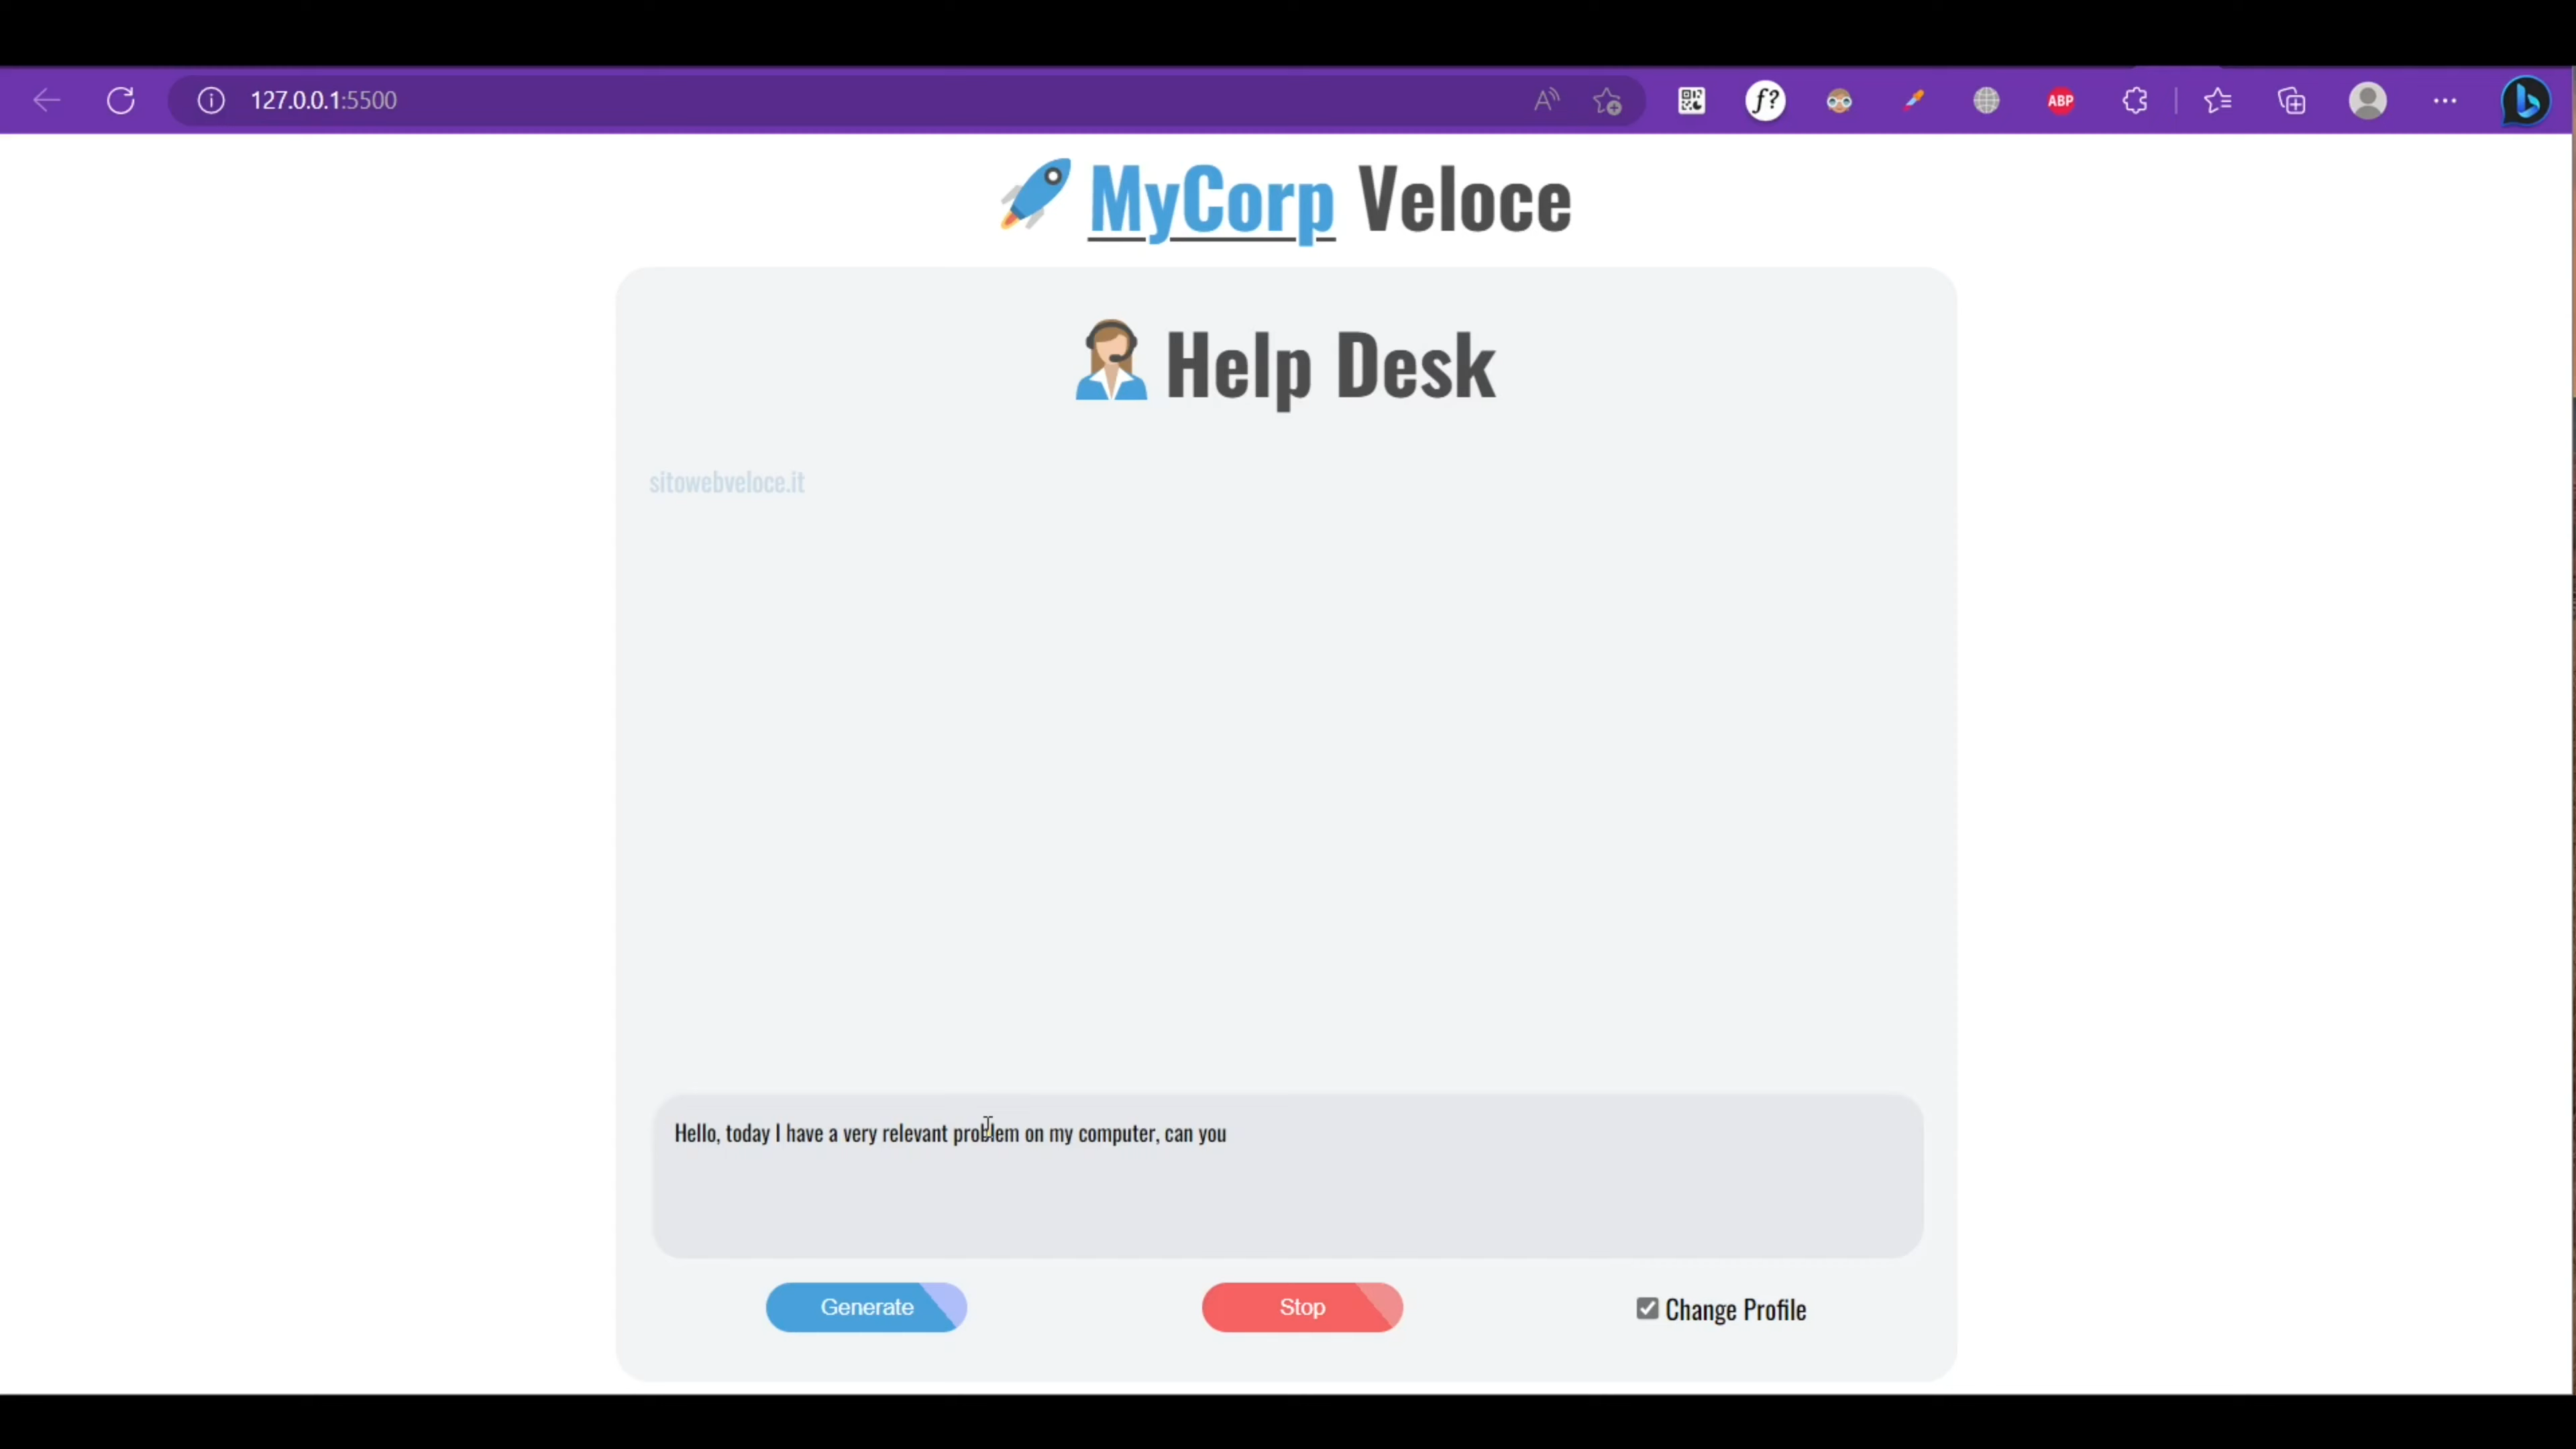 127.0.0.1:5500
f?
ABP
MyCorp Veloce
Help Desk
sitowebveloce.it
Hello, today I have a very relevant problem on my computer, can you
Generate
Stop
Change Profile